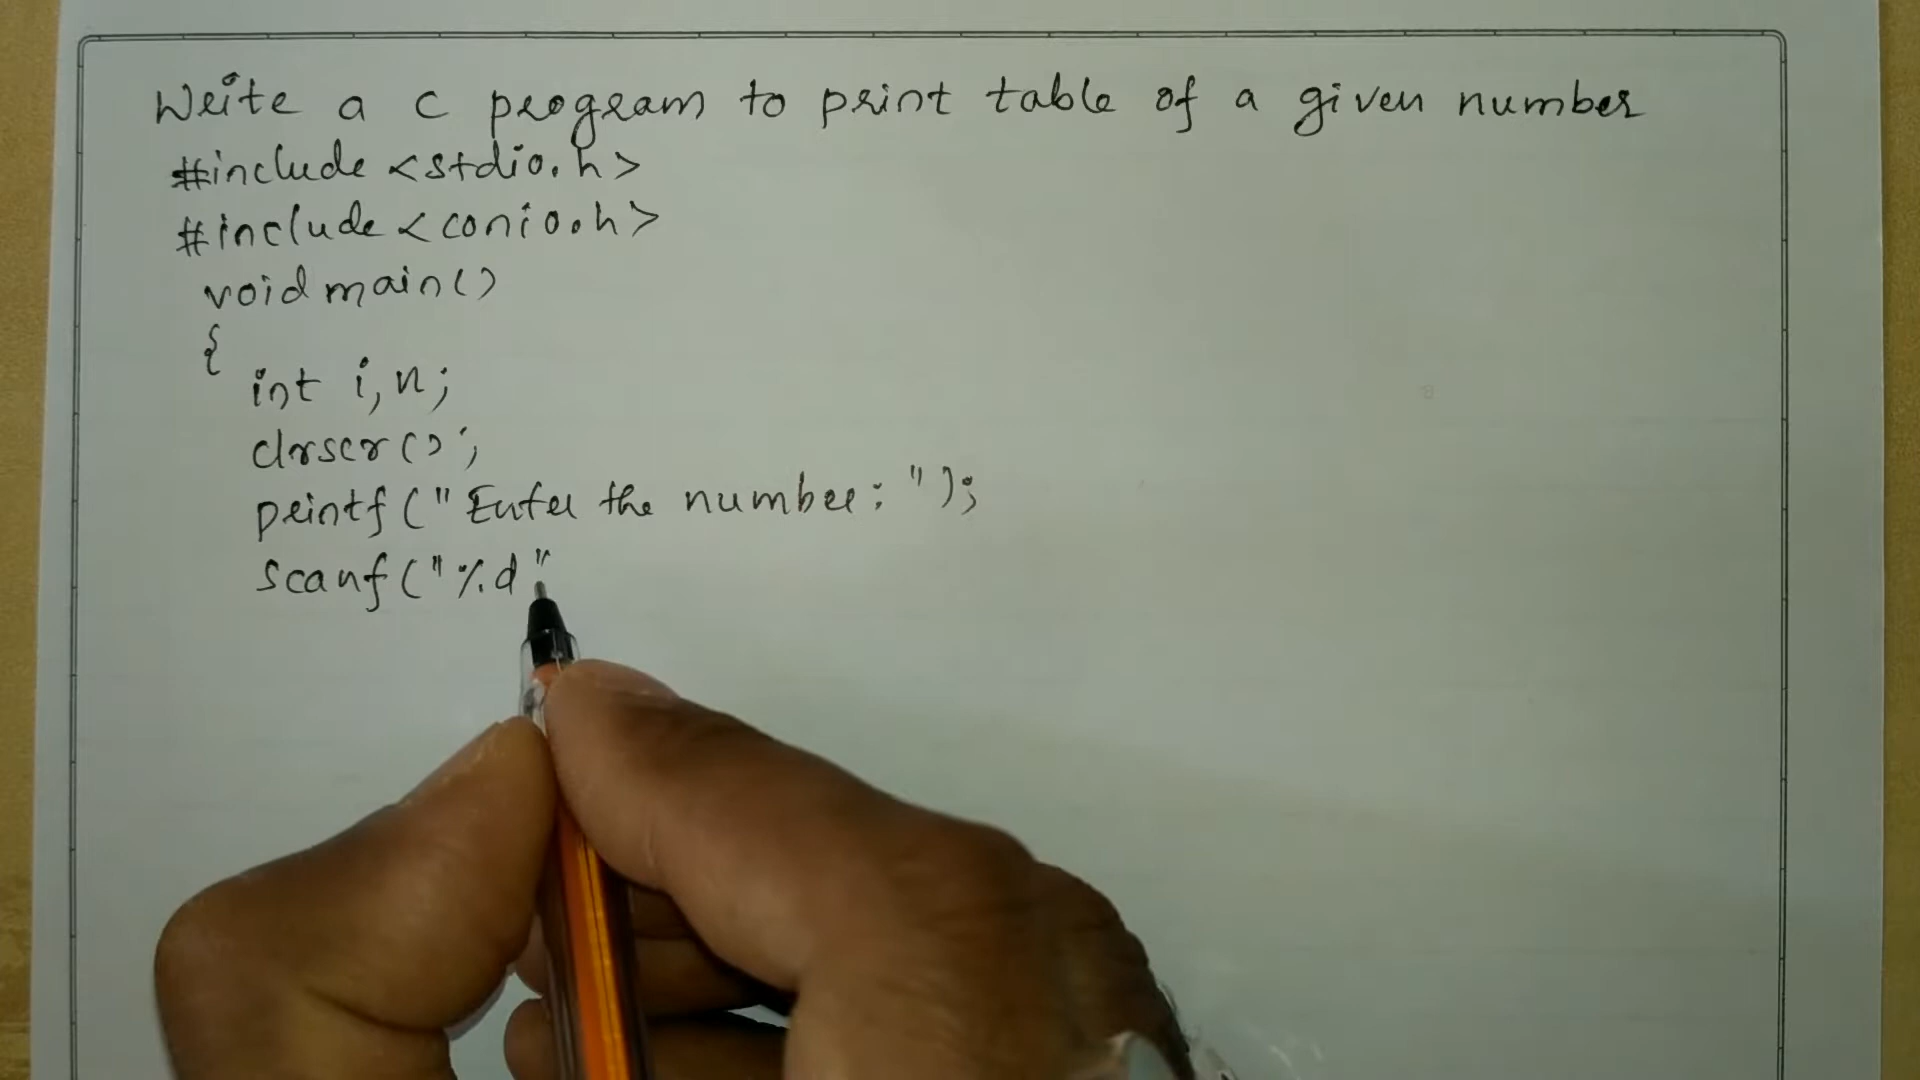 Write a c program to print table of a given number
#include <stdio.h>
#include <conio.h>
void main()
{
int i,n;
clrscr();
printf("Enter the number: ");
scanf("%d"